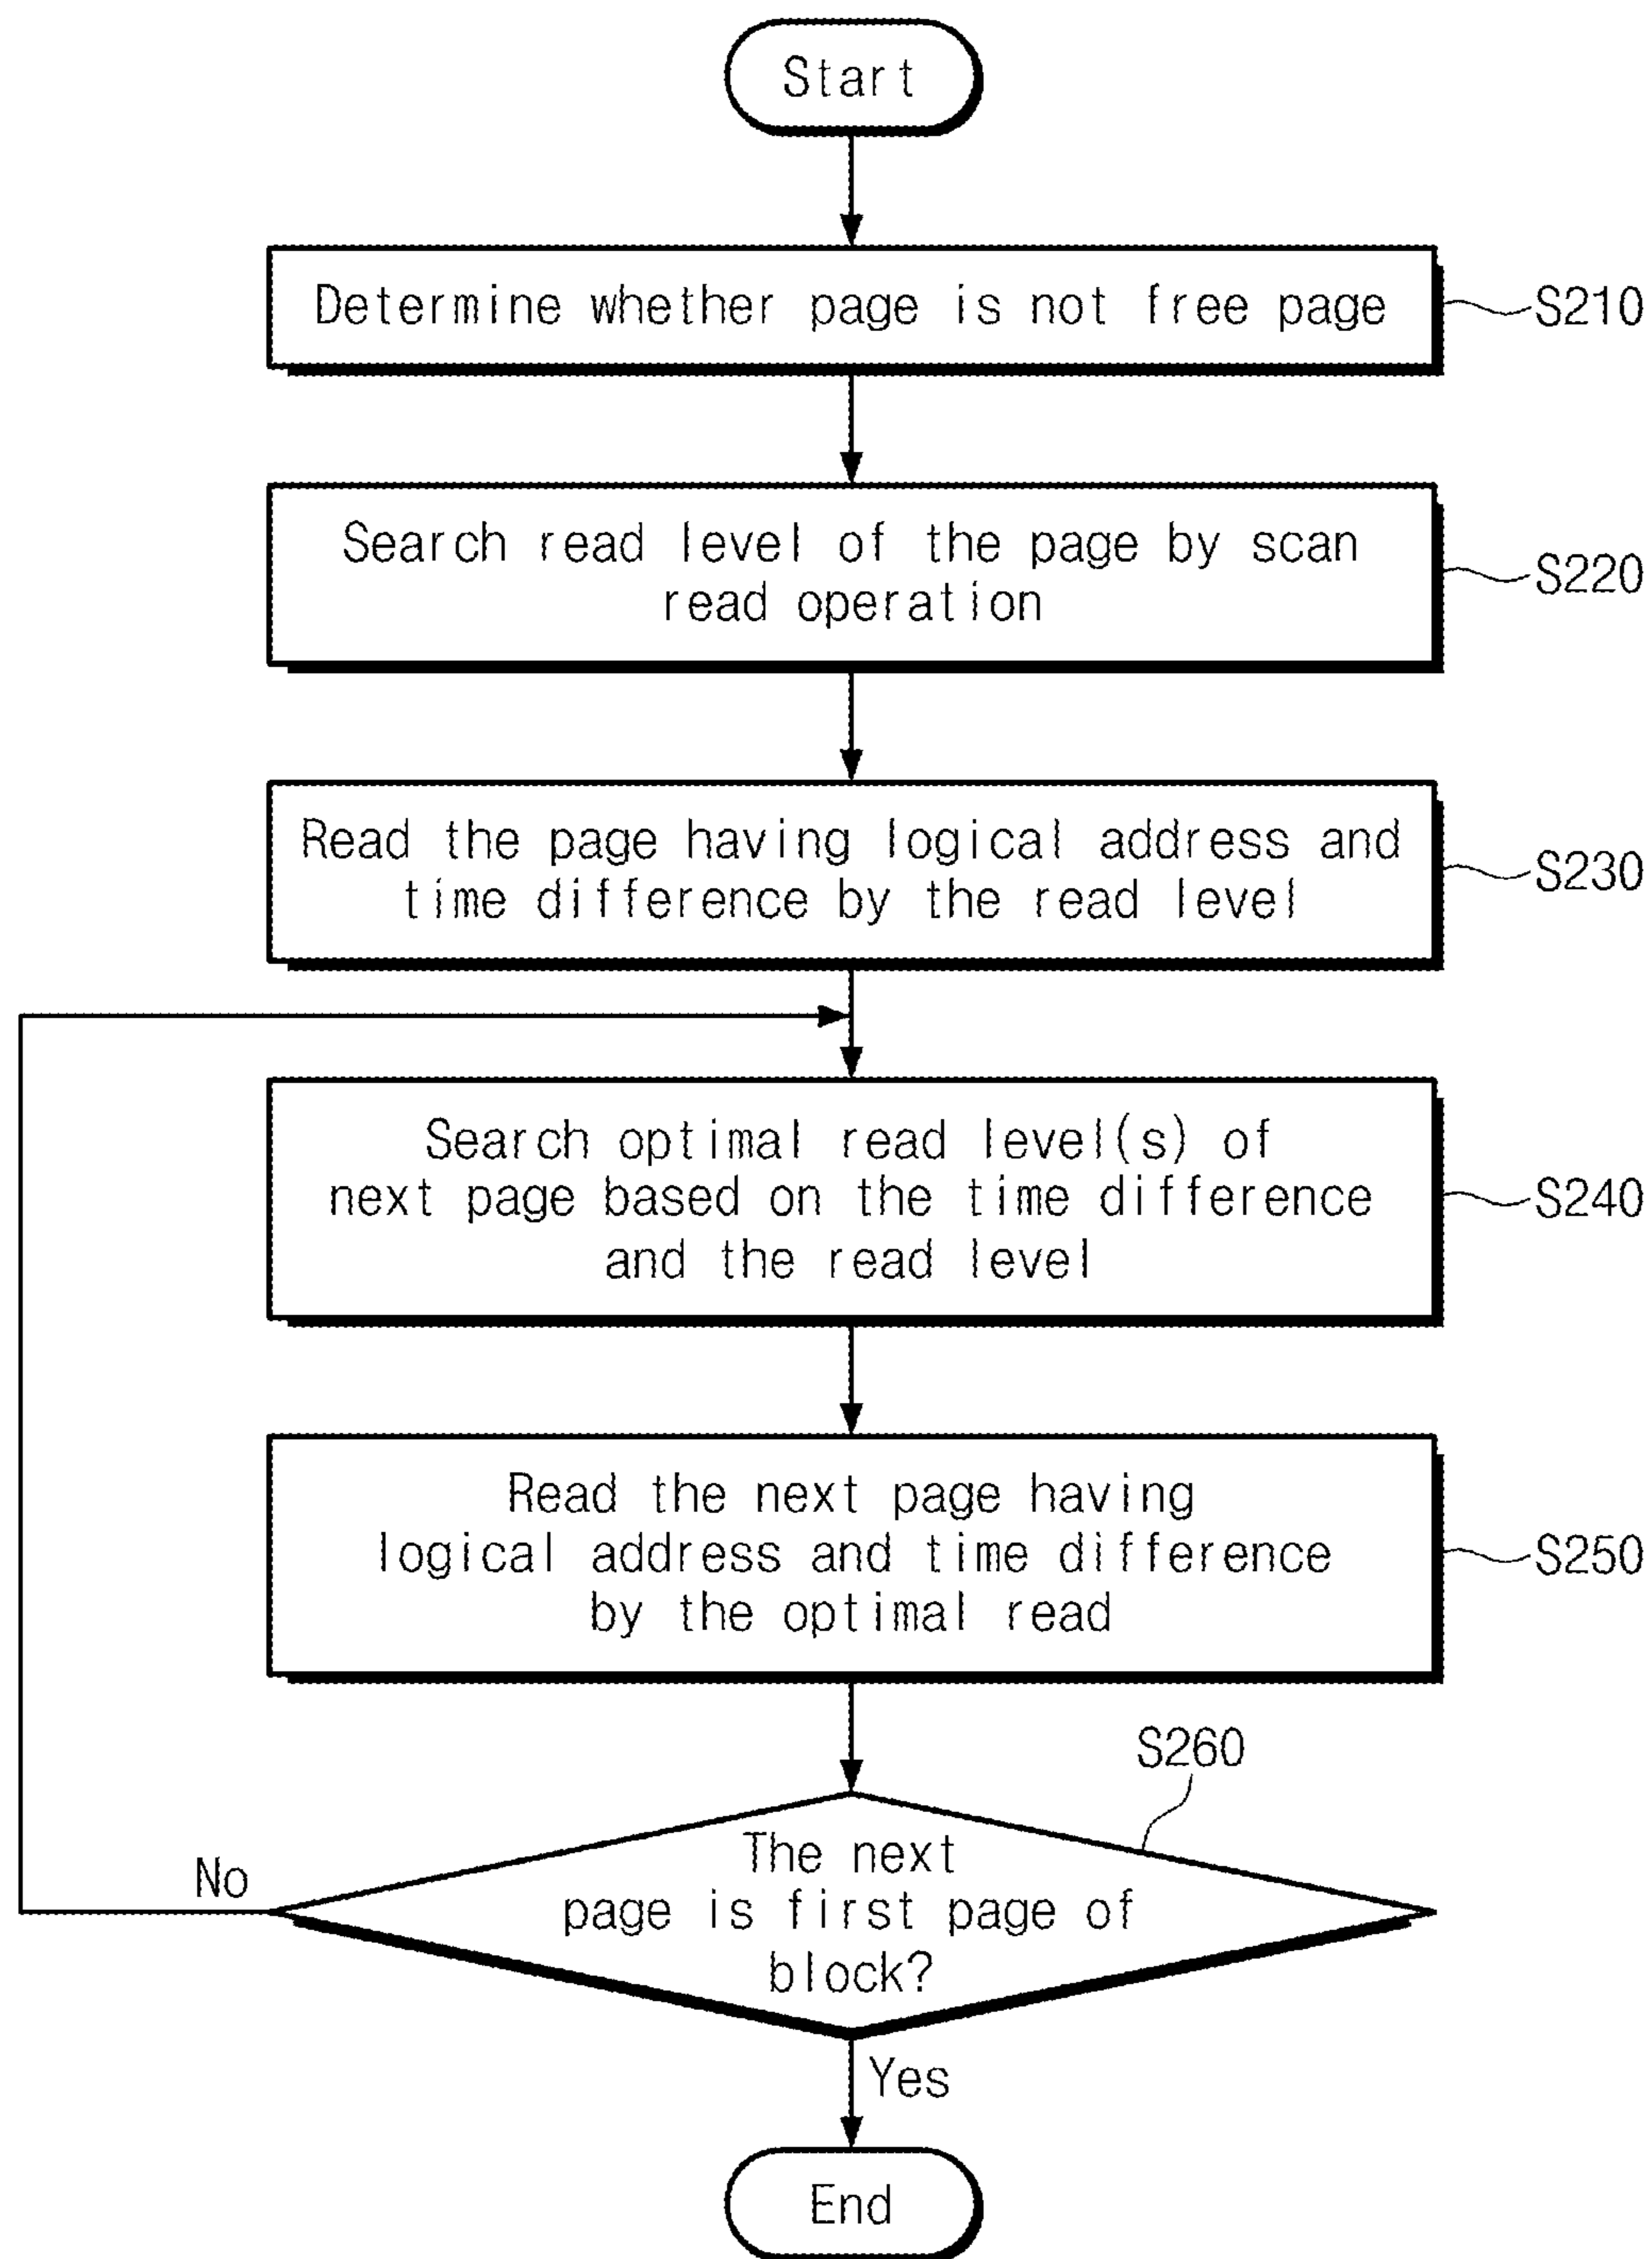 Start
Determine whether page is not free page
S210
Search read level of the page by scan
read operation
S220
Read the page having logical address and
time difference by the read level
S230
Search optimal read level(s) of
next page based on the time difference
and the read level
S240
Read the next page having
logical address and time difference
by the optimal read
S250
S260
The next
page is first page of
block?
No
Yes
End